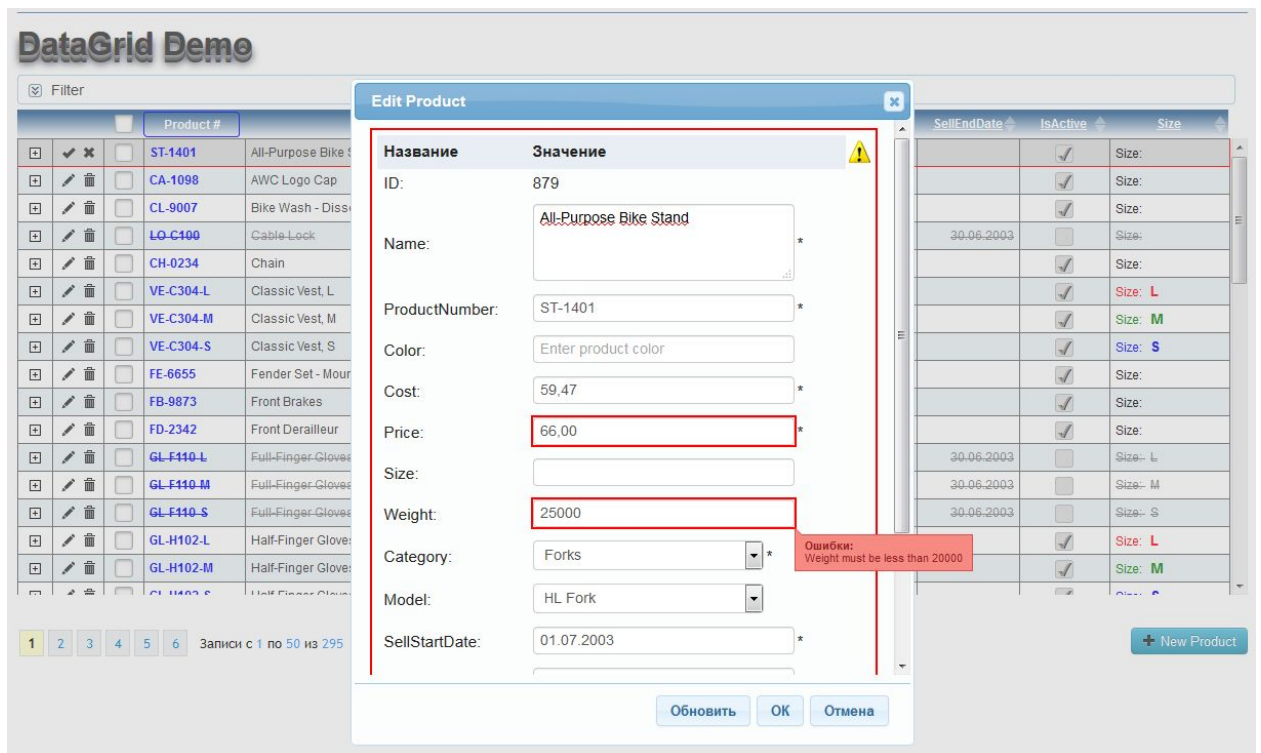 DataGrid Demo
Filter
Product #
SellEndDate IsActive Size
ST-1401 All-Purpose Bike Size:
CA-1098 AWC Logo Cap Size:
CL-9007 Bike Wash - Size:
LO-C100 Cable Lock 30.06.2003 Size:
CH-0234 Chain Size:
VE-C304-L Classic Vest, L Size: L
VE-C304-M Classic Vest, M Size: M
VE-C304-S Classic Vest, S Size: S
FE-6655 Fender Set - Size:
FB-9873 Front Brakes Size:
FD-2342 Front Derailleur Size:
GL-F110-L Full-Finger 30.06.2003 Size: L
GL-F110-M Full-Finger 30.06.2003 Size: M
GL-F110-S Full-Finger 30.06.2003 Size: S
GL-H102-L Half-Finger Size: L
GL-H102-M Half-Finger Size: M
1 2 3 4 5 6 Записи с 1 по 50 из 295
New Product
Edit Product
Название Значение
ID: 879
Name: All-Purpose Bike Stand *
ProductNumber: ST-1401 *
Color: Enter product color
Cost: 59,47 *
Price: 66,00 *
Size:
Weight: 25000
Ошибки:
Weight must be less than 20000
Category: Forks *
Model: HL Fork
SellStartDate: 01.07.2003 *
Обновить ОК Отмена